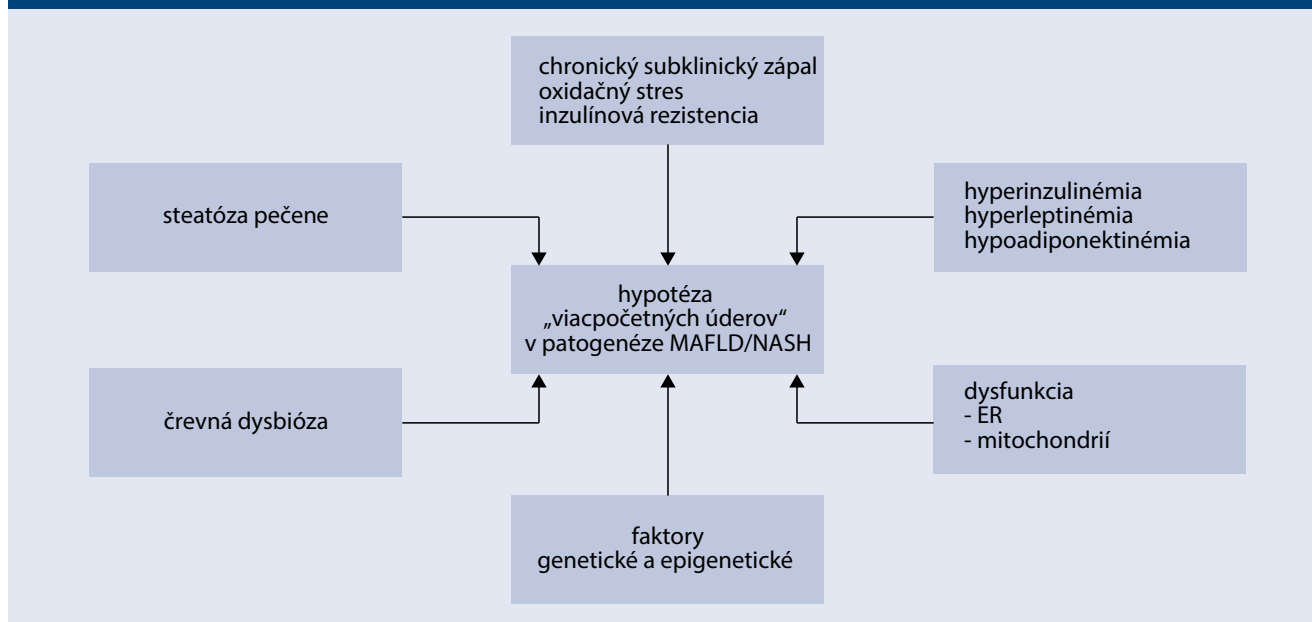 chronický subklinický zápal
oxidačný stres
inzulínová rezistencia
steatóza pečene
hyperinzulinémia
hyperleptinémia
hypoadiponektinémia
hypotéza
„viacpočetných úderov“
v patogenéze MAFLD/NASH
črevná dysbióza
dysfunkcia
- ER
- mitochondrií
faktory
genetické a epigenetické